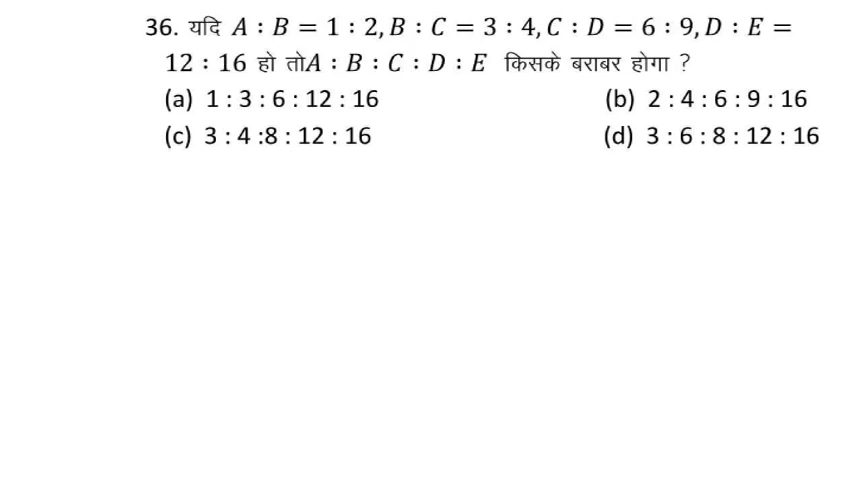 36. यदि A : B = 1 : 2, B : C = 3 : 4, C : D = 6 : 9, D : E =
12 : 16 हो तोA : B : C : D : E किसके बराबर होगा ?
(a) 1 : 3 : 6 : 12 : 16 (b) 2 : 4 : 6 : 9 : 16
(c) 3 : 4 :8 : 12 : 16 (d) 3 : 6 : 8 : 12 : 16